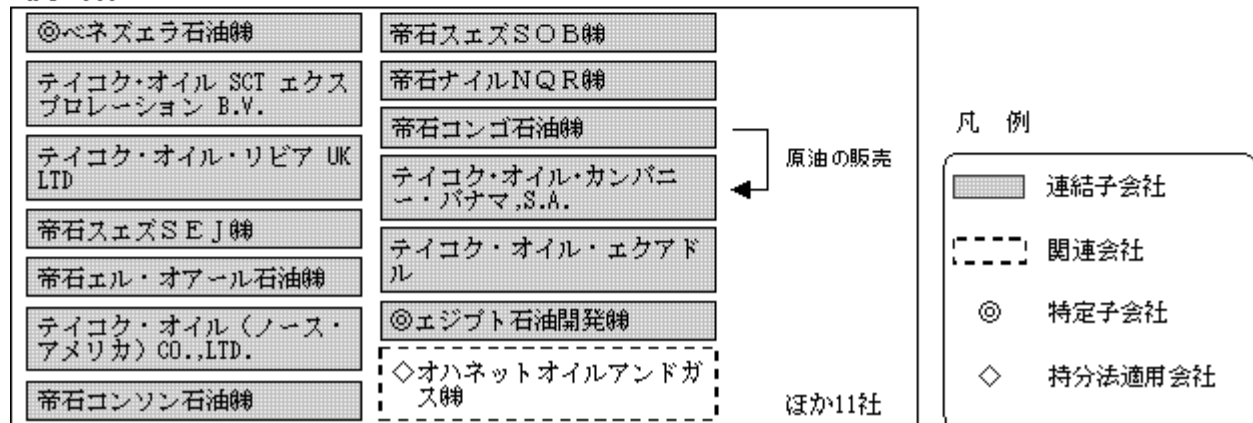 ◎ベネズエラ石油㈱
テイコク・オイル SCT エクス
プロレーション B.V.
テイコク・オイル・リビア UK
LTD
帝石スエズSEJ㈱
帝石エル・オアール石油㈱
テイコク・オイル（ノース・
アメリカ）CO.,LTD.
帝石コンソン石油㈱
帝石スエズSOB㈱
帝石ナイルNQR㈱
帝石コンゴ石油㈱
テイコク・オイル・カンパニ
ー・パナマ,S.A.
テイコク・オイル・エクアド
ル
◎エジプト石油開発㈱
◇オハネットオイルアンドガ
ス㈱
原油の販売
ほか11社
凡 例
連結子会社
関連会社
◎ 特定子会社
◇ 持分法適用会社